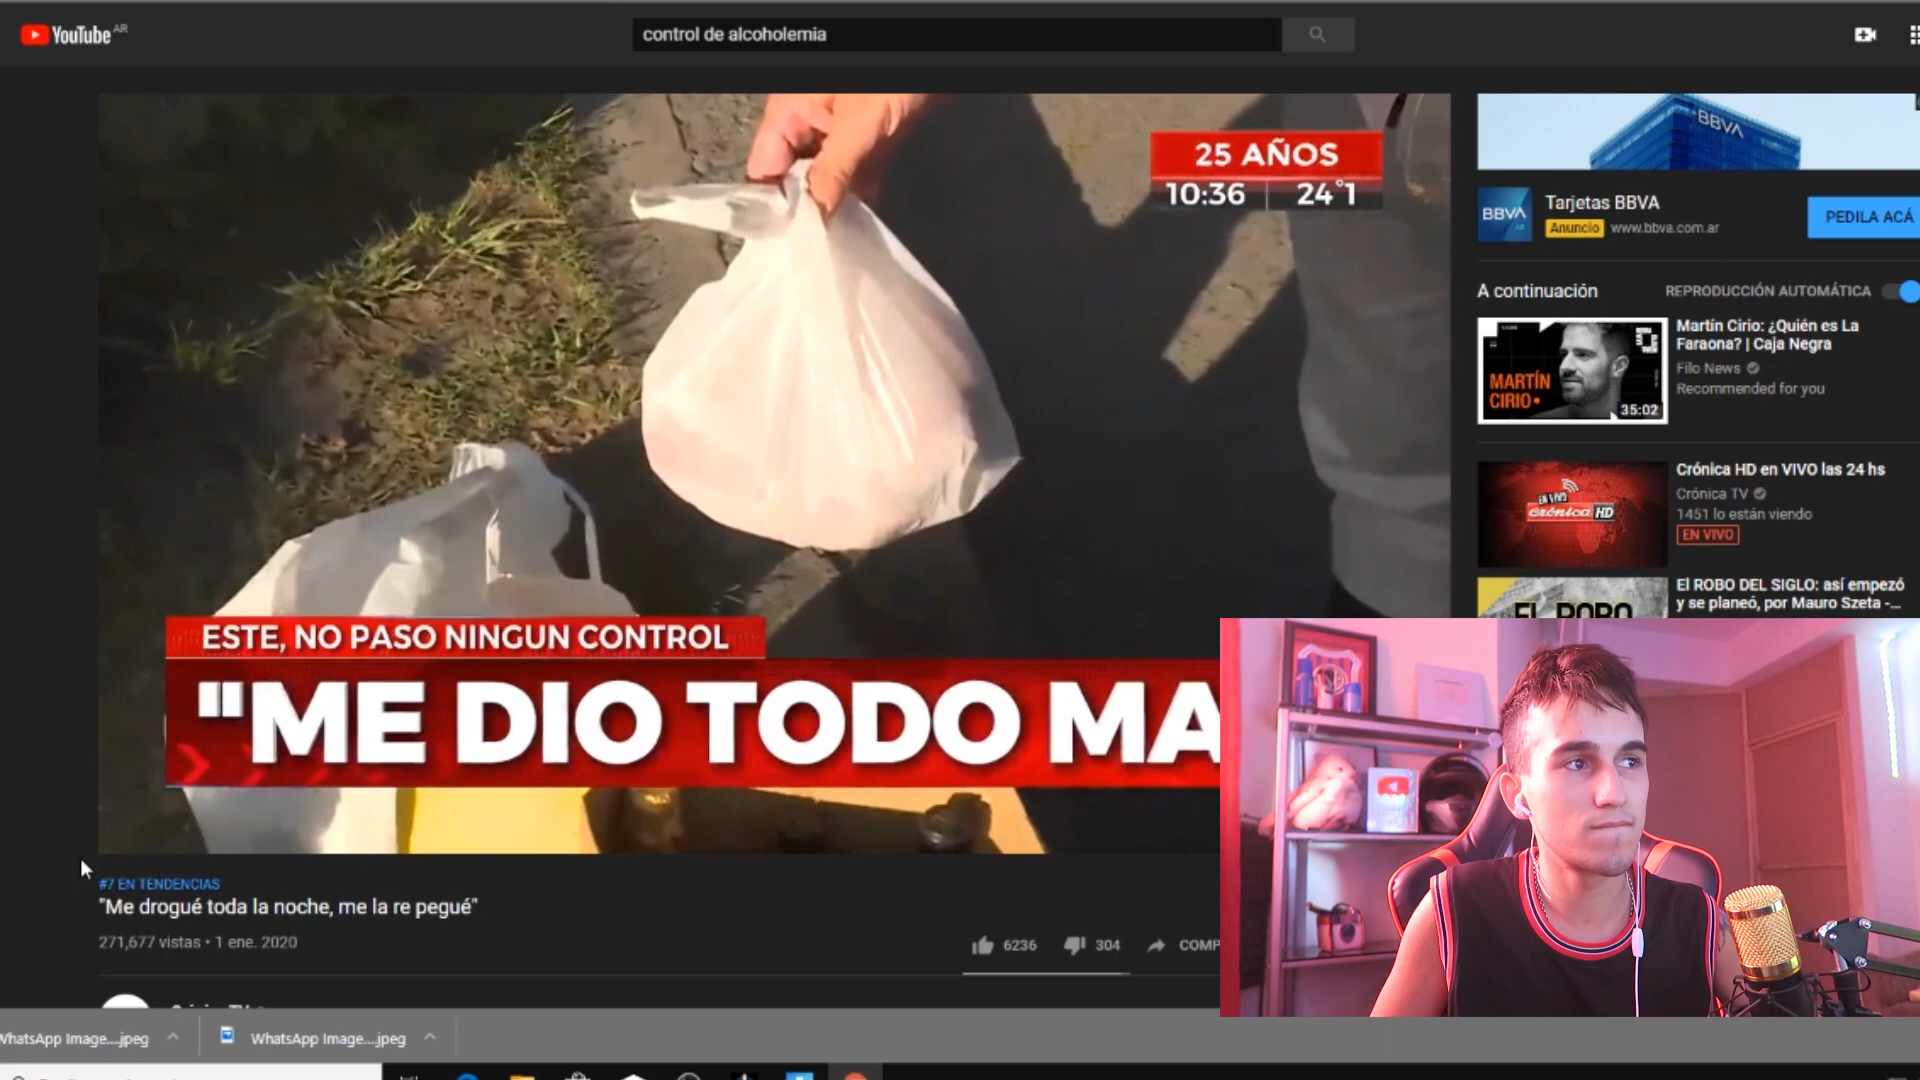 YouTube AR
control de alcoholemia
25 AÑOS
10:36 24°1
ESTE, NO PASO NINGUN CONTROL
"ME DIO TODO MA
#7 EN TENDENCIAS
"Me drogué toda la noche, me la re pegué"
271,677 vistas • 1 ene. 2020
6236 304 COMP
BBVA
BBVA
Tarjetas BBVA
Anuncio www.bbva.com.ar
PEDILA ACÁ
A continuación REPRODUCCIÓN AUTOMÁTICA
MARTÍN
CIRIO
35:02
Martín Cirio: ¿Quién es La
Faraona? | Caja Negra
Filo News
Recommended for you
EN VIVO
crónica HD
Crónica HD en VIVO las 24 hs
Crónica TV
1451 lo están viendo
EN VIVO
EL ROBO
El ROBO DEL SIGLO: así empezó
y se planeó, por Mauro Szeta -...
WhatsApp Image....jpeg
WhatsApp Image....jpeg